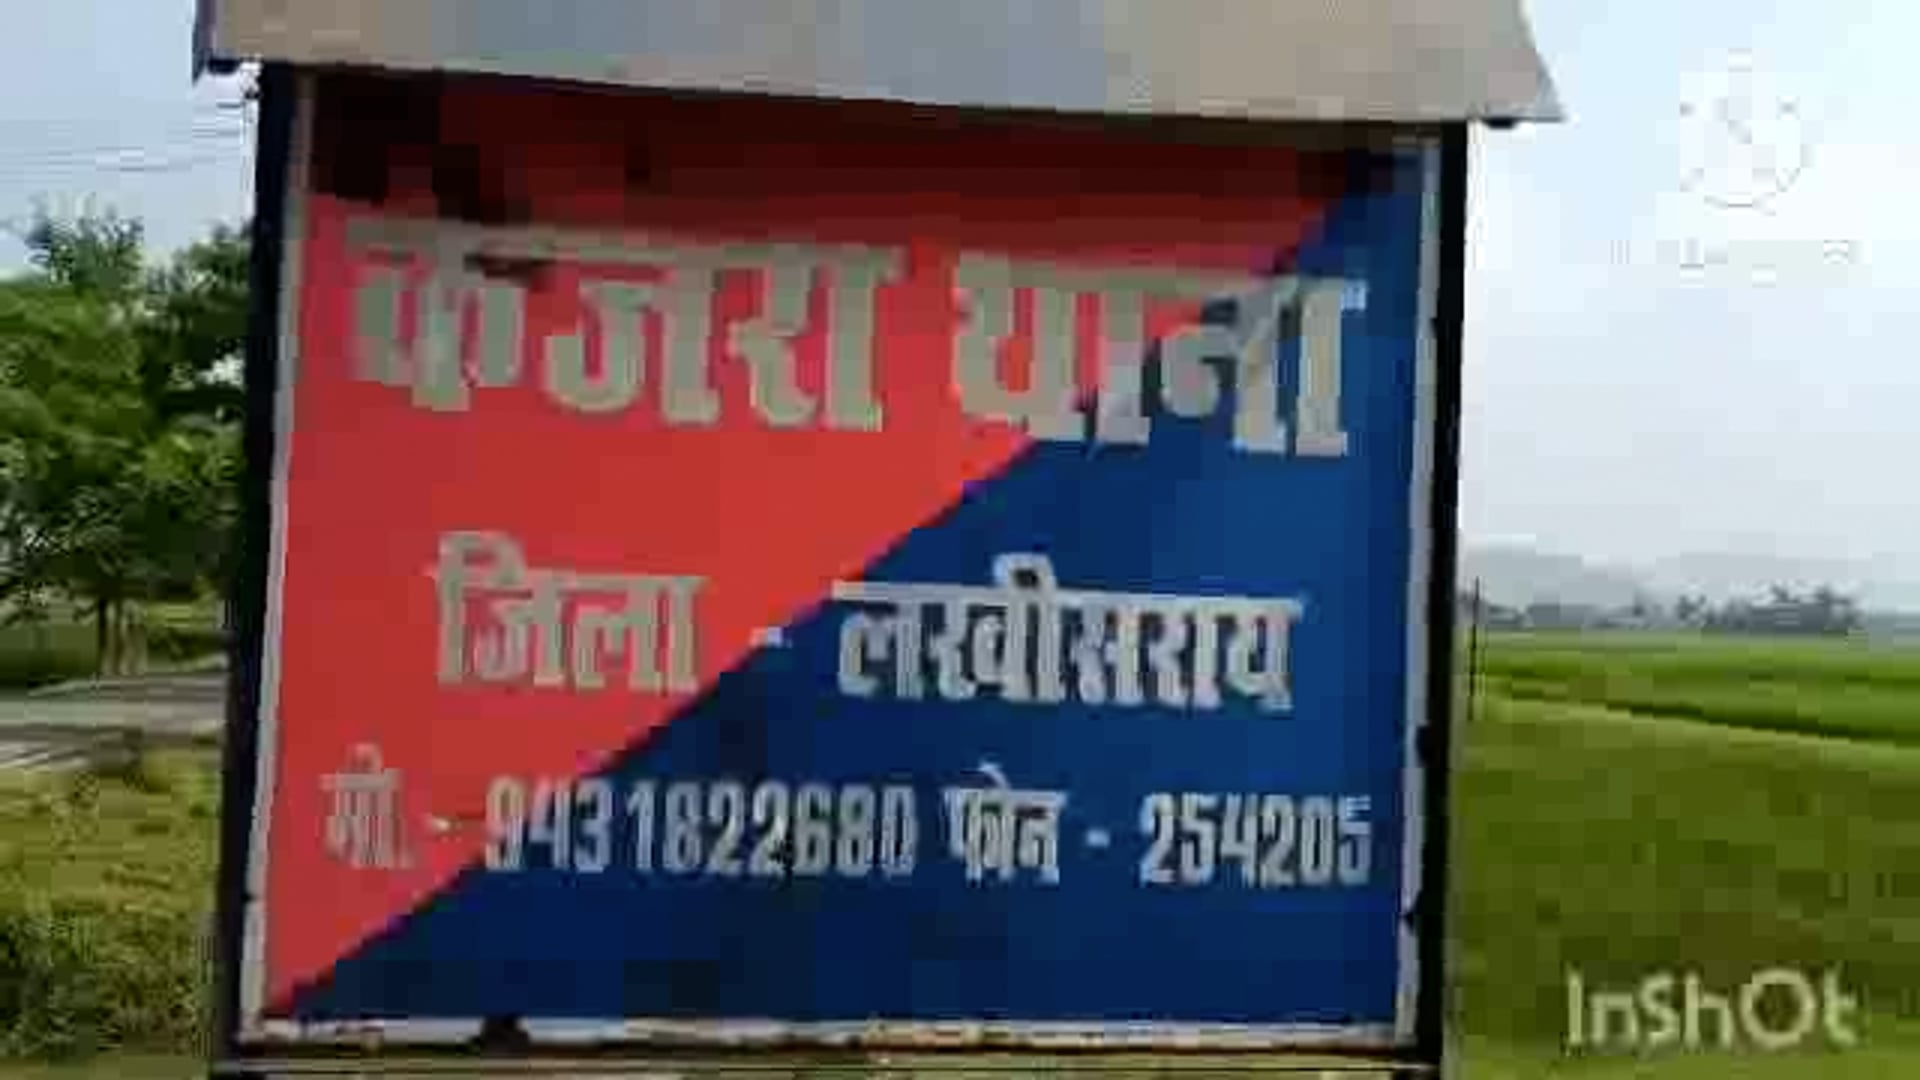 कजरा थाना
जिला - लखीसराय
मो. - 9431822680 फोन - 254205
InShOt